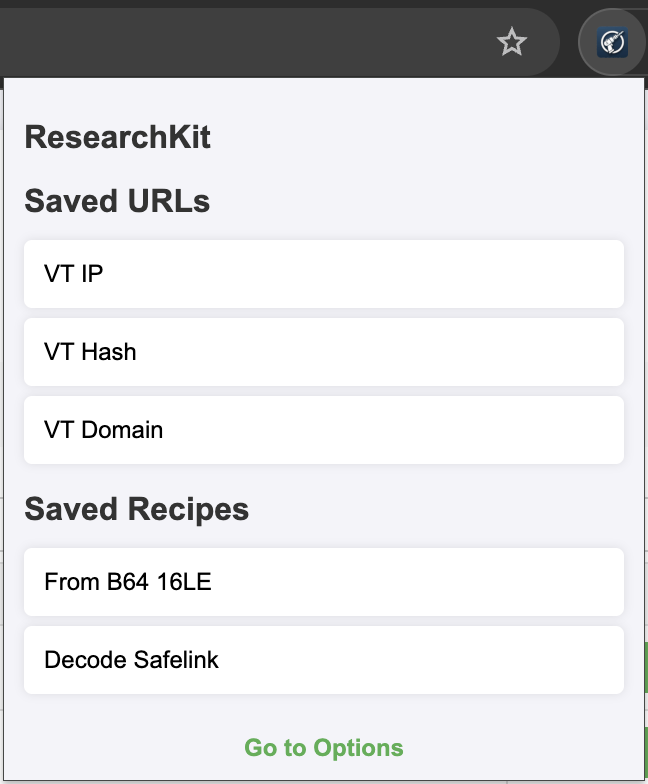 ResearchKit
Saved URLs
VT IP
VT Hash
VT Domain
Saved Recipes
From B64 16LE
Decode Safelink
Go to Options